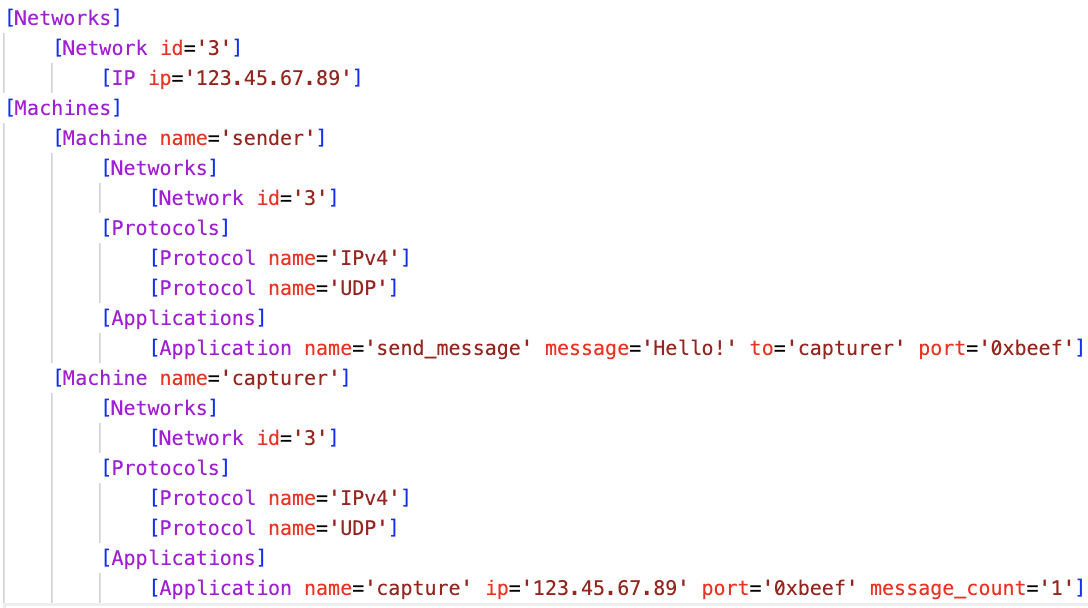 [Networks]
[Network id='3']
[IP ip='123.45.67.89']
[Machines]
[Machine name='sender']
[Networks]
[Network id='3']
[Protocols]
[Protocol name='IPv4']
[Protocol name='UDP']
[Applications]
[Application name='send_message' message='Hello!' to='capturer' port='0xbeef']
[Machine name='capturer']
[Networks]
[Network id='3']
[Protocols]
[Protocol name='IPv4']
[Protocol name='UDP']
[Applications]
[Application name='capture' ip='123.45.67.89' port='0xbeef' message_count='1']